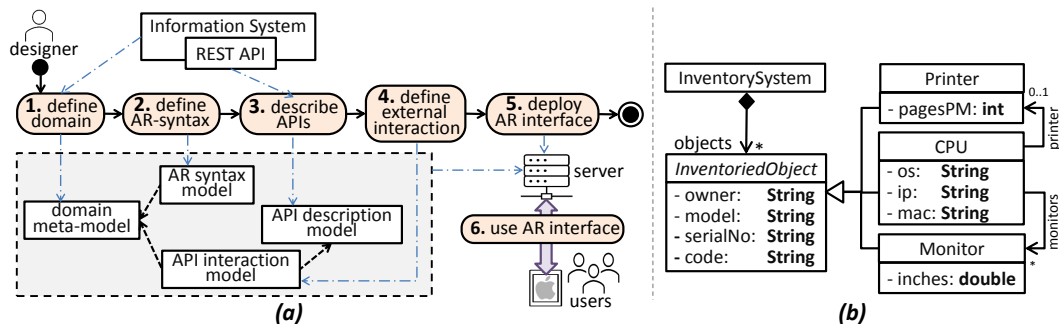 designer
Information System
REST API
1. define
domain
2. define
AR-syntax
3. describe
APIs
4. define
external
interaction
5. deploy
AR interface
AR syntax
model
domain
meta-model
API description
model
API interaction
model
server
6. use AR interface
users
(a)
InventorySystem
objects
*
InventoriedObject
- owner: String
- model: String
- serialNo: String
- code: String
Printer
- pagesPM: int
0..1
printer
CPU
- os: String
- ip: String
- mac: String
monitors
*
Monitor
- inches: double
(b)